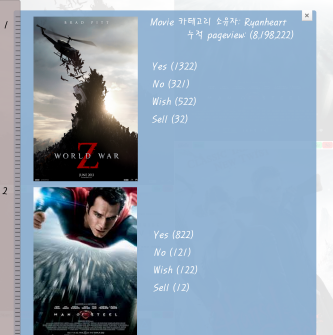 1
Movie 카테고리 소유자: Ryanheart
누적 pageview (8,198,222)
BRAD PITT
Yes (1322)
No (321)
Wish (522)
Sell (32)
WORLD WAR
Z
2
Yes (822)
No (121)
Wish (122)
Sell (12)
MAN OF STEEL